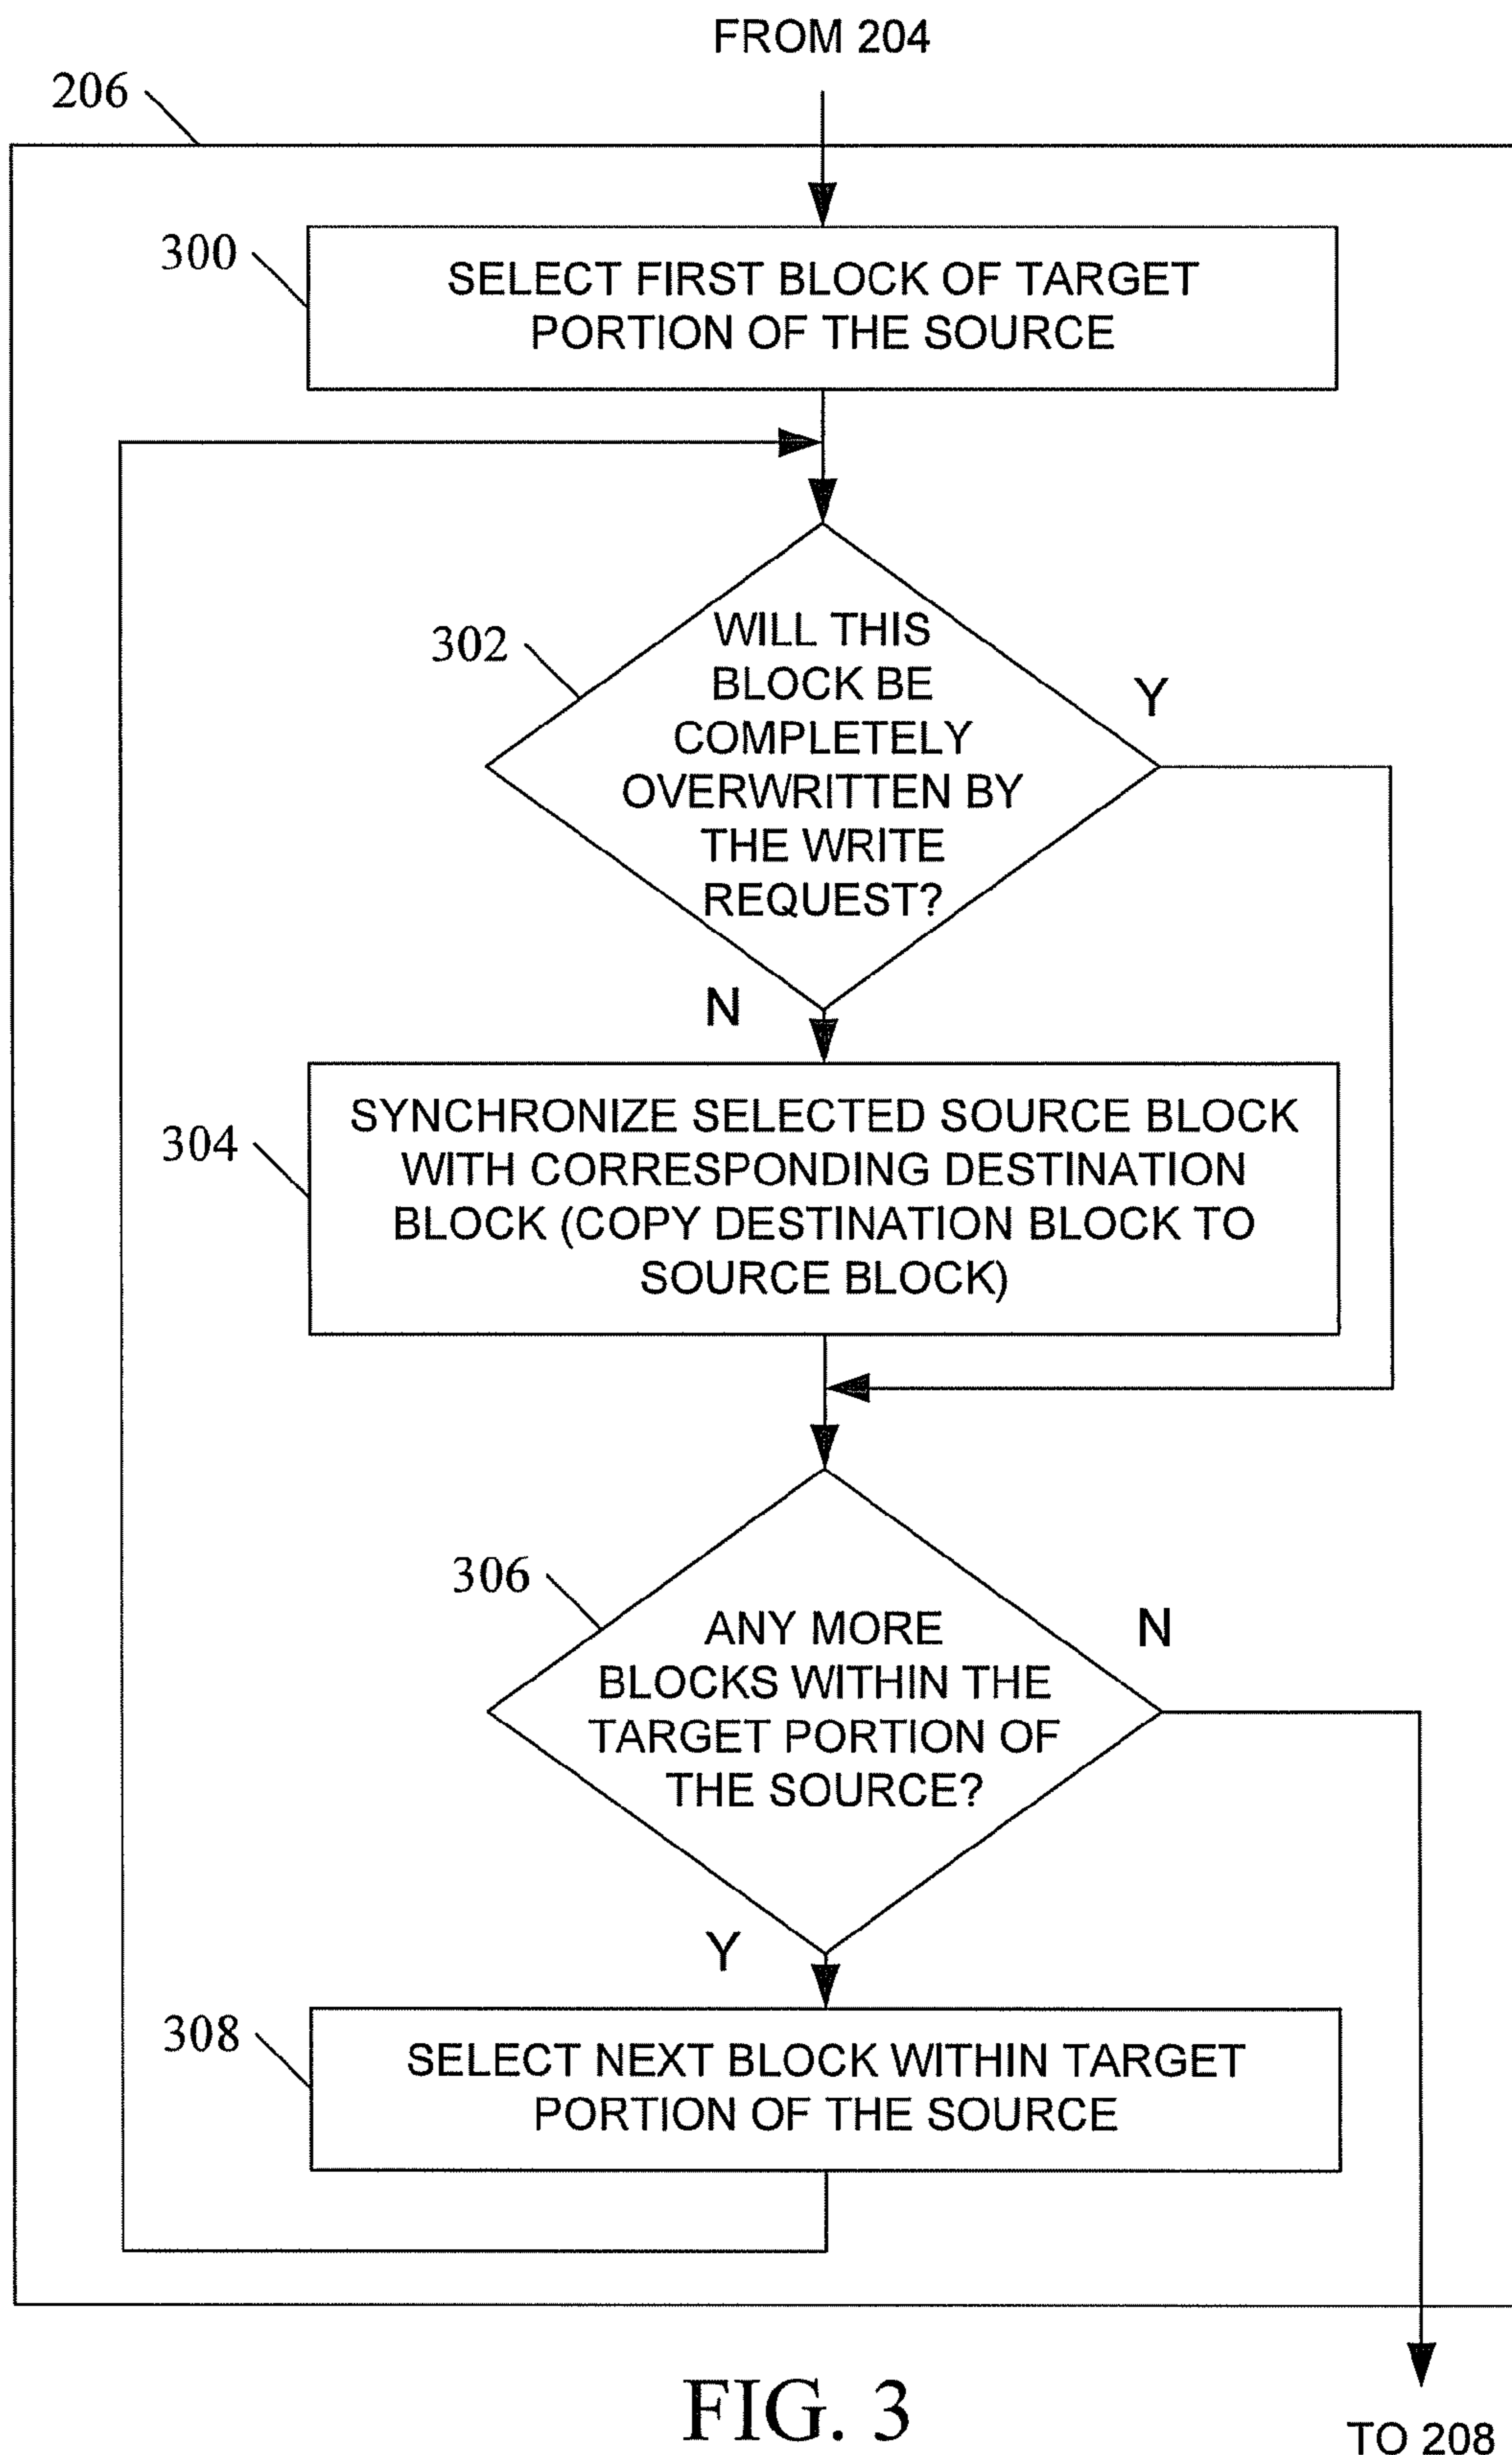 FROM 204
206
300
SELECT FIRST BLOCK OF TARGET
PORTION OF THE SOURCE
302
WILL THIS
BLOCK BE
COMPLETELY
OVERWRITTEN BY
THE WRITE
REQUEST?
Y
N
304
SYNCHRONIZE SELECTED SOURCE BLOCK
WITH CORRESPONDING DESTINATION
BLOCK (COPY DESTINATION BLOCK TO
SOURCE BLOCK)
306
ANY MORE
BLOCKS WITHIN THE
TARGET PORTION OF
THE SOURCE?
N
Y
308
SELECT NEXT BLOCK WITHIN TARGET
PORTION OF THE SOURCE
FIG. 3
TO 208